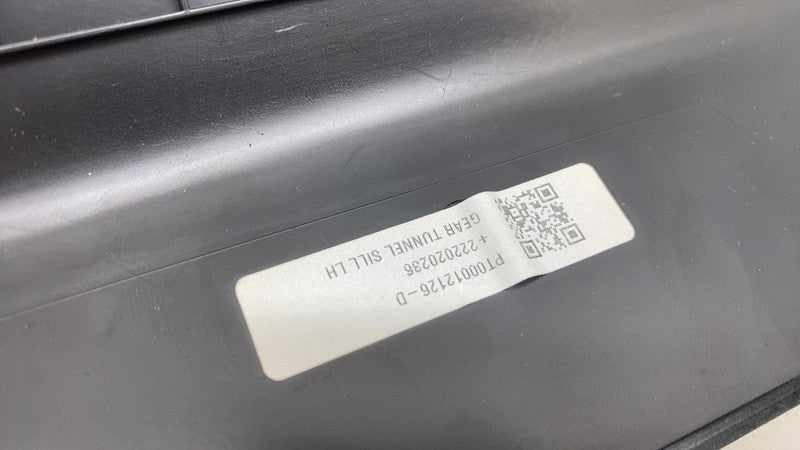 PT00012126-D
+ 222020236
GEAR TUNNEL SILL LH